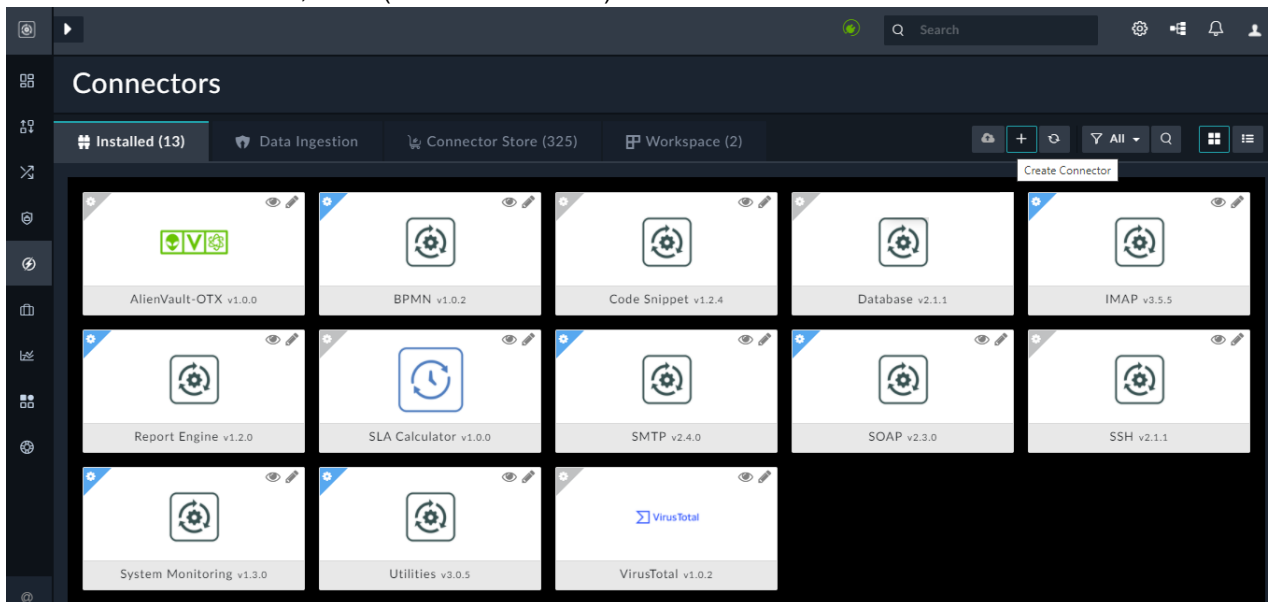 Search
Connectors
Installed (13)
Data Ingestion
Connector Store (325)
Workspace (2)
All
Create Connector
AlienVault-OTX v1.0.0
BPMN v1.0.2
Code Snippet v1.2.4
Database v2.1.1
IMAP v3.5.5
Report Engine v1.2.0
SLA Calculator v1.0.0
SMTP v2.4.0
SOAP v2.3.0
SSH v2.1.1
VirusTotal
System Monitoring v1.3.0
Utilities v3.0.5
VirusTotal v1.0.2
@